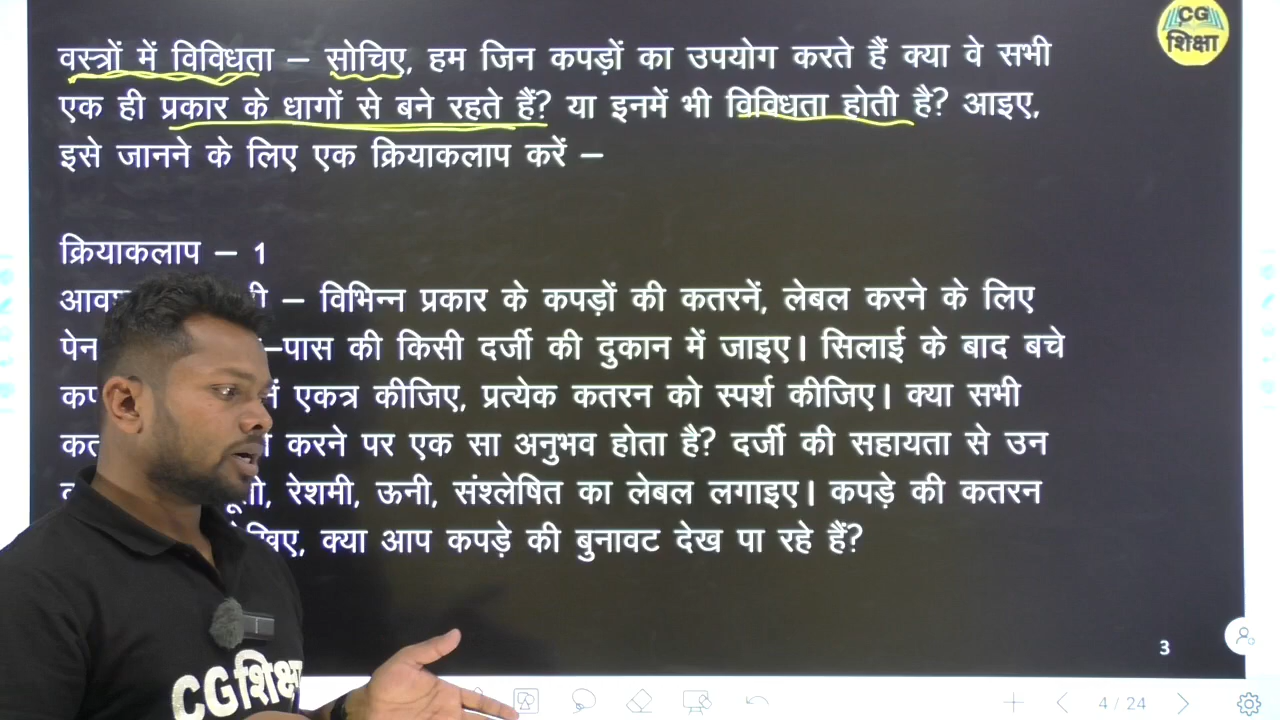 CG
शिक्षा
वस्त्रों में विविधता – सोचिए, हम जिन कपड़ों का उपयोग करते हैं क्या वे सभी
एक ही प्रकार के धागों से बने रहते हैं? या इनमें भी विविधता होती है? आइए,
इसे जानने के लिए एक क्रियाकलाप करें –
क्रियाकलाप – 1
– विभिन्न प्रकार के कपड़ों की कतरनें, लेबल करने के लिए
पेन –पास की किसी दर्जी की दुकान में जाइए। सिलाई के बाद बचे
एकत्र कीजिए, प्रत्येक कतरन को स्पर्श कीजिए। क्या सभी
करने पर एक सा अनुभव होता है? दर्जी की सहायता से उन
रेशमी, ऊनी, संश्लेषित का लेबल लगाइए। कपड़े की कतरन
क्या आप कपड़े की बुनावट देख पा रहे हैं?
3
4 / 24
CG शिक्षा